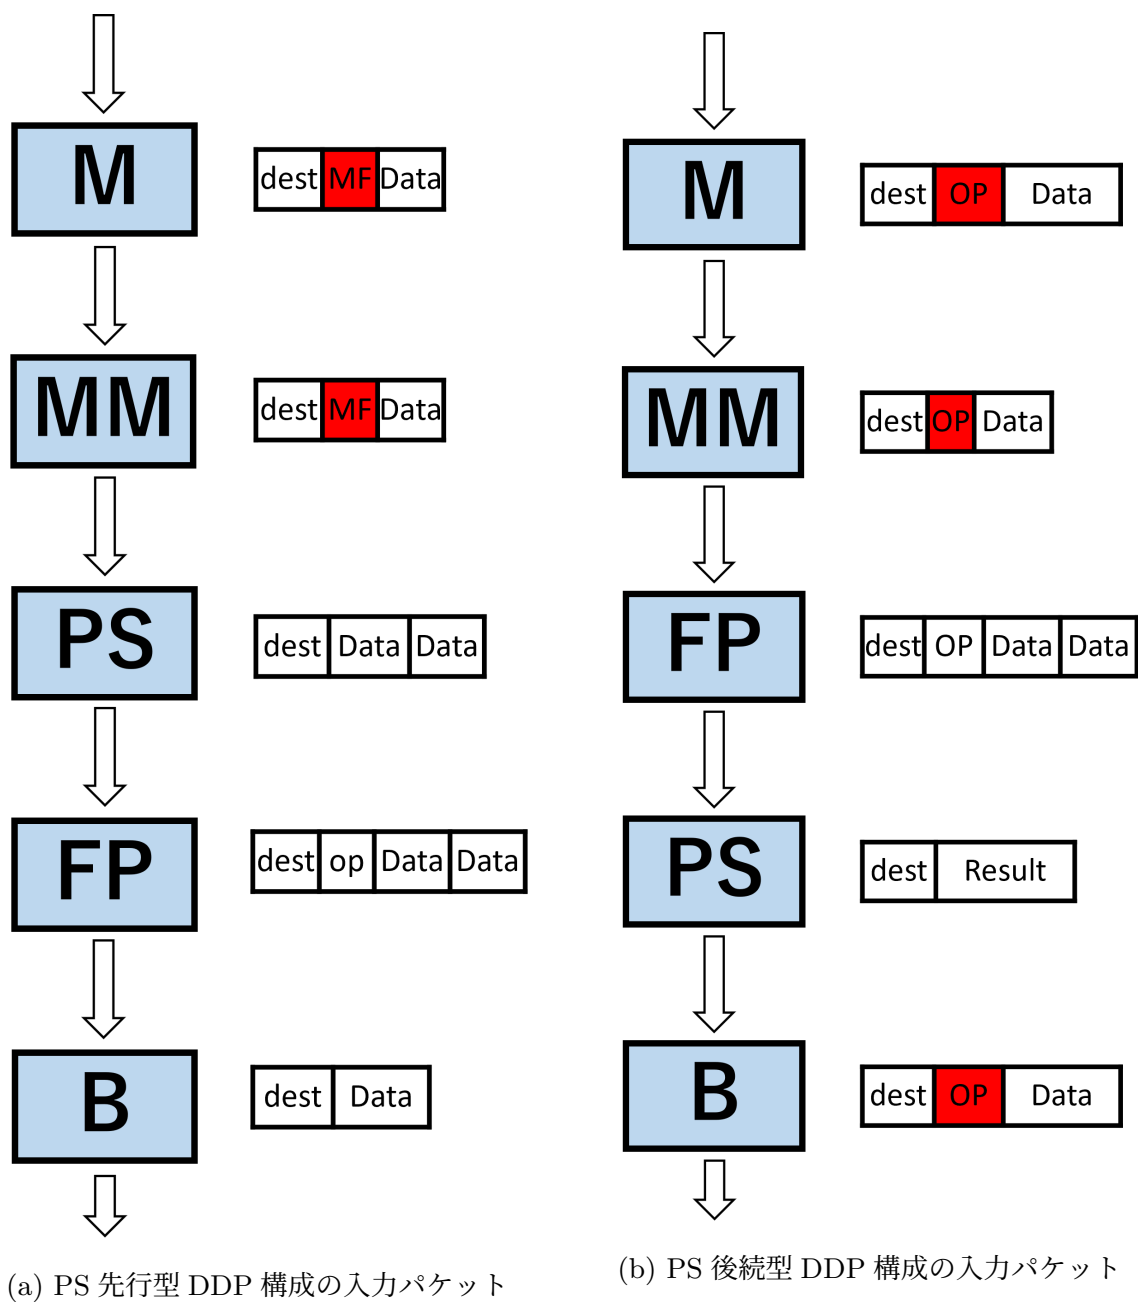 M
dest MF Data
MM
dest MF Data
PS
dest Data Data
FP
dest op Data Data
B
dest Data
(a) PS 先行型 DDP 構成の入力パケット
M
dest OP Data
MM
dest OP Data
FP
dest OP Data Data
PS
dest Result
B
dest OP Data
(b) PS 後続型 DDP 構成の入力パケット